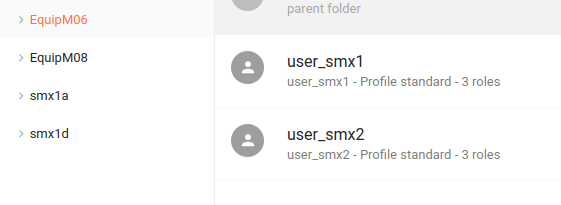 EquipM06
EquipM08
smx1a
smx1d
parent folder
user_smx1
user_smx1 - Profile standard - 3 roles
user_smx2
user_smx2 - Profile standard - 3 roles